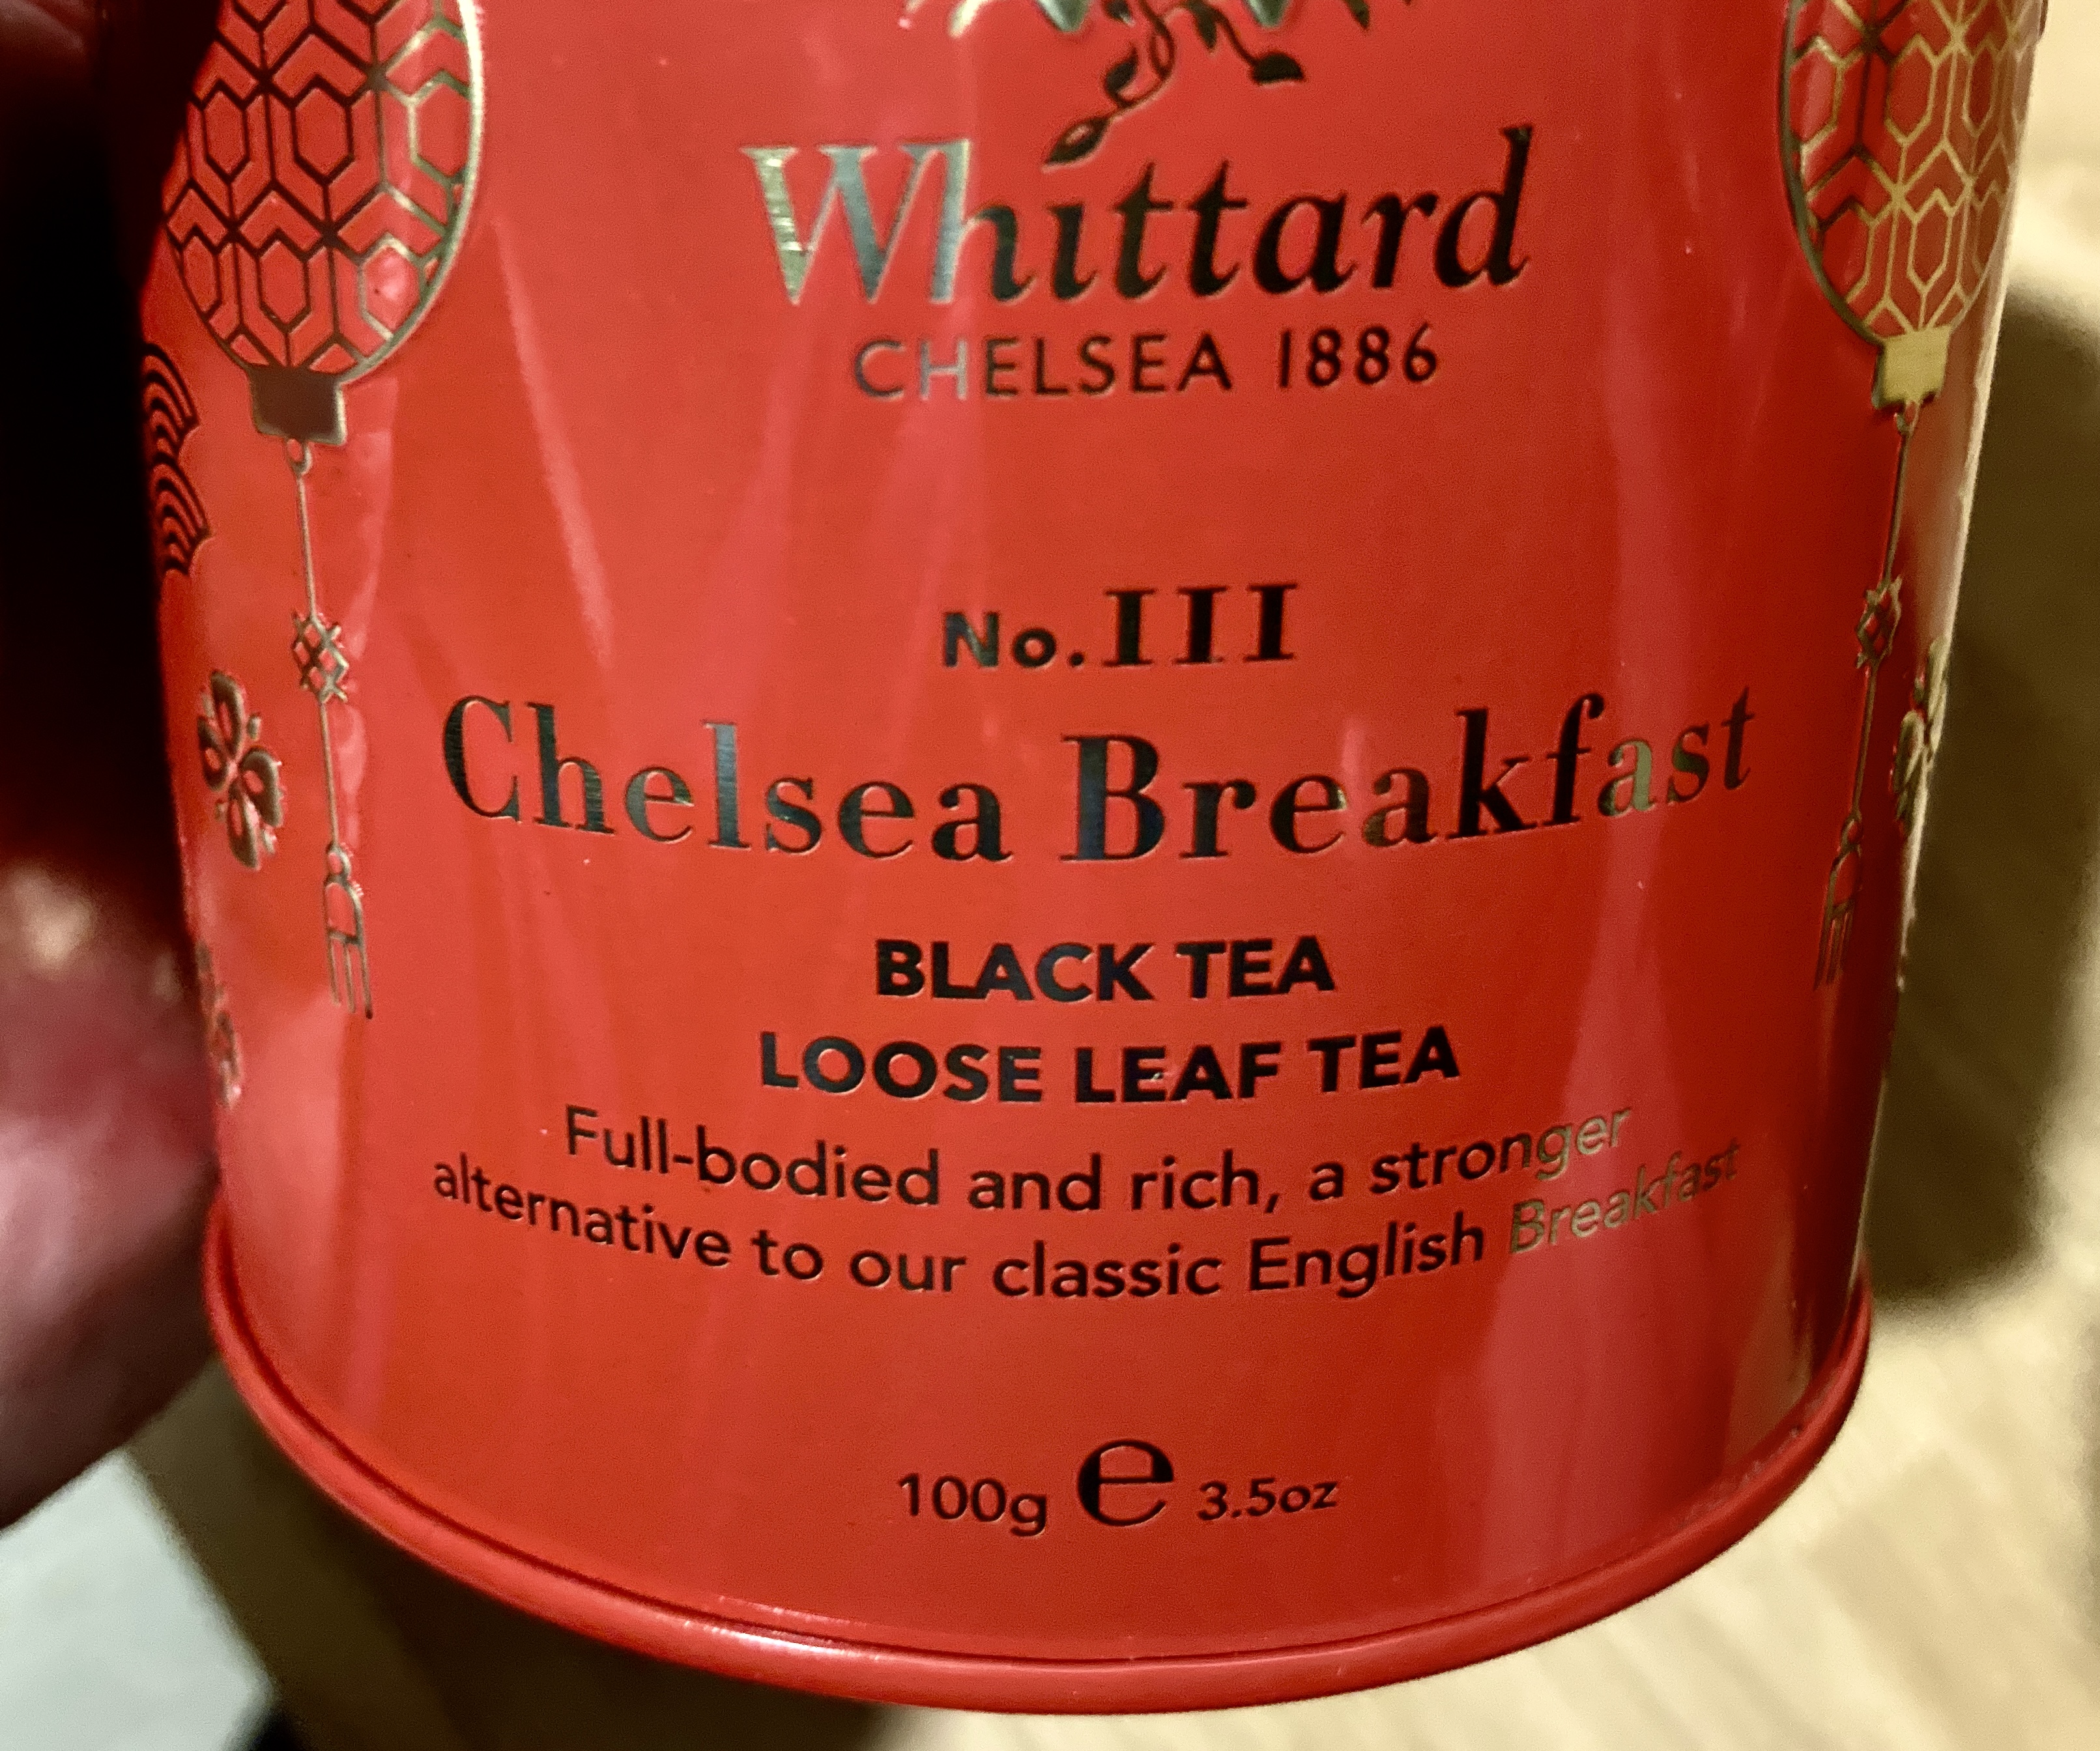 Whittard
CHELSEA 1886
No.III
Chelsea Breakfast
BLACK TEA
LOOSE LEAF TEA
Full-bodied and rich, a stronger
alternative to our classic English Breakfast
100g e 3.5oz